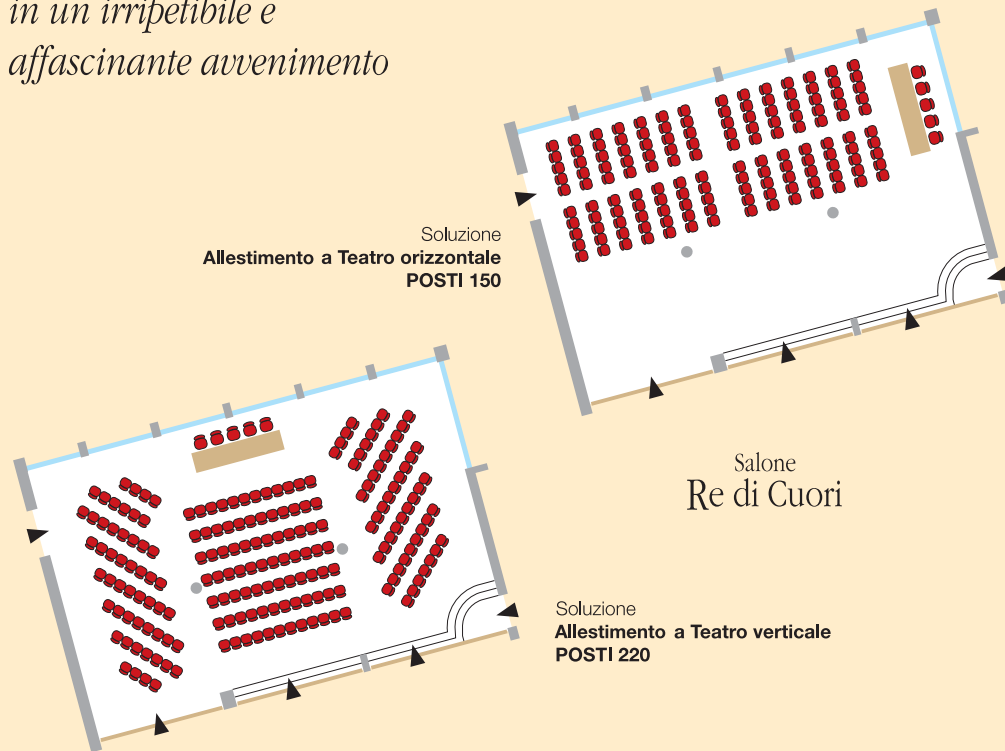 in un irripetibile e
affascinante avvenimento
Soluzione
Allestimento a Teatro orizzontale
POSTI 150
Salone
Re di Cuori
Soluzione
Allestimento a Teatro verticale
POSTI 220